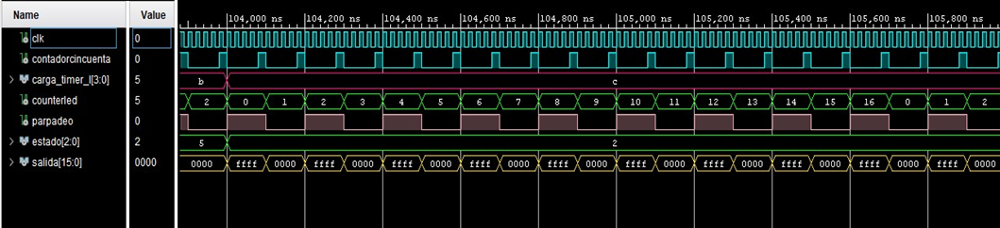 Name Value 104,000 ns 104,200 ns 104,400 ns 104,600 ns 104,800 ns 105,000 ns 105,200 ns 105,400 ns 105,600 ns 105,800 ns
clk 0
contadorcincuenta 0
carga_timer_l[3:0] 5 b c
counterled 5 2 0 1 2 3 4 5 6 7 8 9 10 11 12 13 14 15 16 0 1 2
parpadeo 0
estado[2:0] 2 5 2
salida[15:0] 0000 0000 ffff 0000 ffff 0000 ffff 0000 ffff 0000 ffff 0000 ffff 0000 ffff 0000 ffff 0000 ffff 0000 ffff 0000